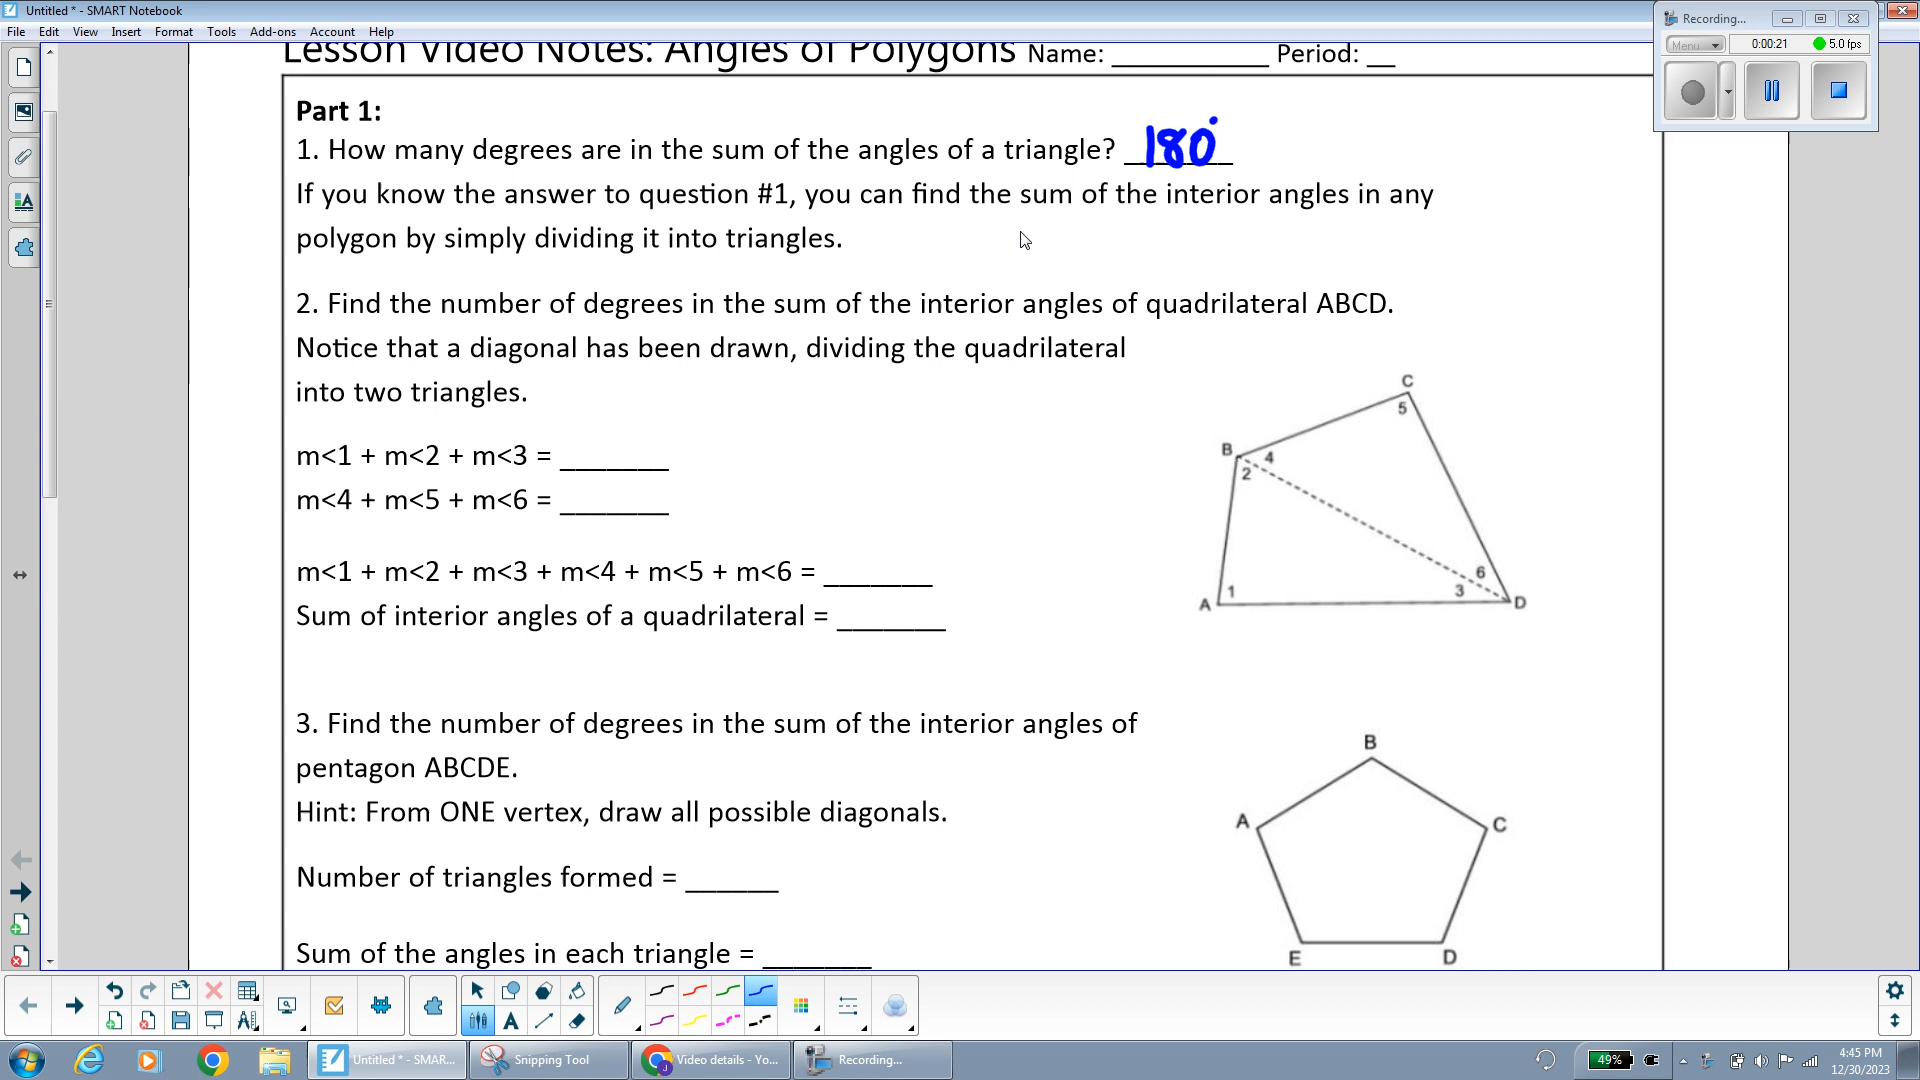 Untitled * - SMART Notebook
File Edit View Insert Format Tools Tools Add-ons Account Help
Recording...
Menu 0:00:21 5.0 fps
Lesson Video Notes: Angles of Polygons Name: ___________ Period: __
Part 1:
1. How many degrees are in the sum of the angles of a triangle? 180°
If you know the answer to question #1, you can find the sum of the interior angles in any
polygon by simply dividing it into triangles.
2. Find the number of degrees in the sum of the interior angles of quadrilateral ABCD.
Notice that a diagonal has been drawn, dividing the quadrilateral
into two triangles.
m<1 + m<2 + m<3 = _______
m<4 + m<5 + m<6 = _______
m<1 + m<2 + m<3 + m<4 + m<5 + m<6 = _______
Sum of interior angles of a quadrilateral = _______
C
5
B 4
2
6
1 3
A D
3. Find the number of degrees in the sum of the interior angles of
pentagon ABCDE.
Hint: From ONE vertex, draw all possible diagonals.
Number of triangles formed = ______
Sum of the angles in each triangle = _______
B
A C
E D
A
Untitled * - SMAR...
Snipping Tool
Video details - Yo...
Recording...
49%
4:45 PM
12/30/2023